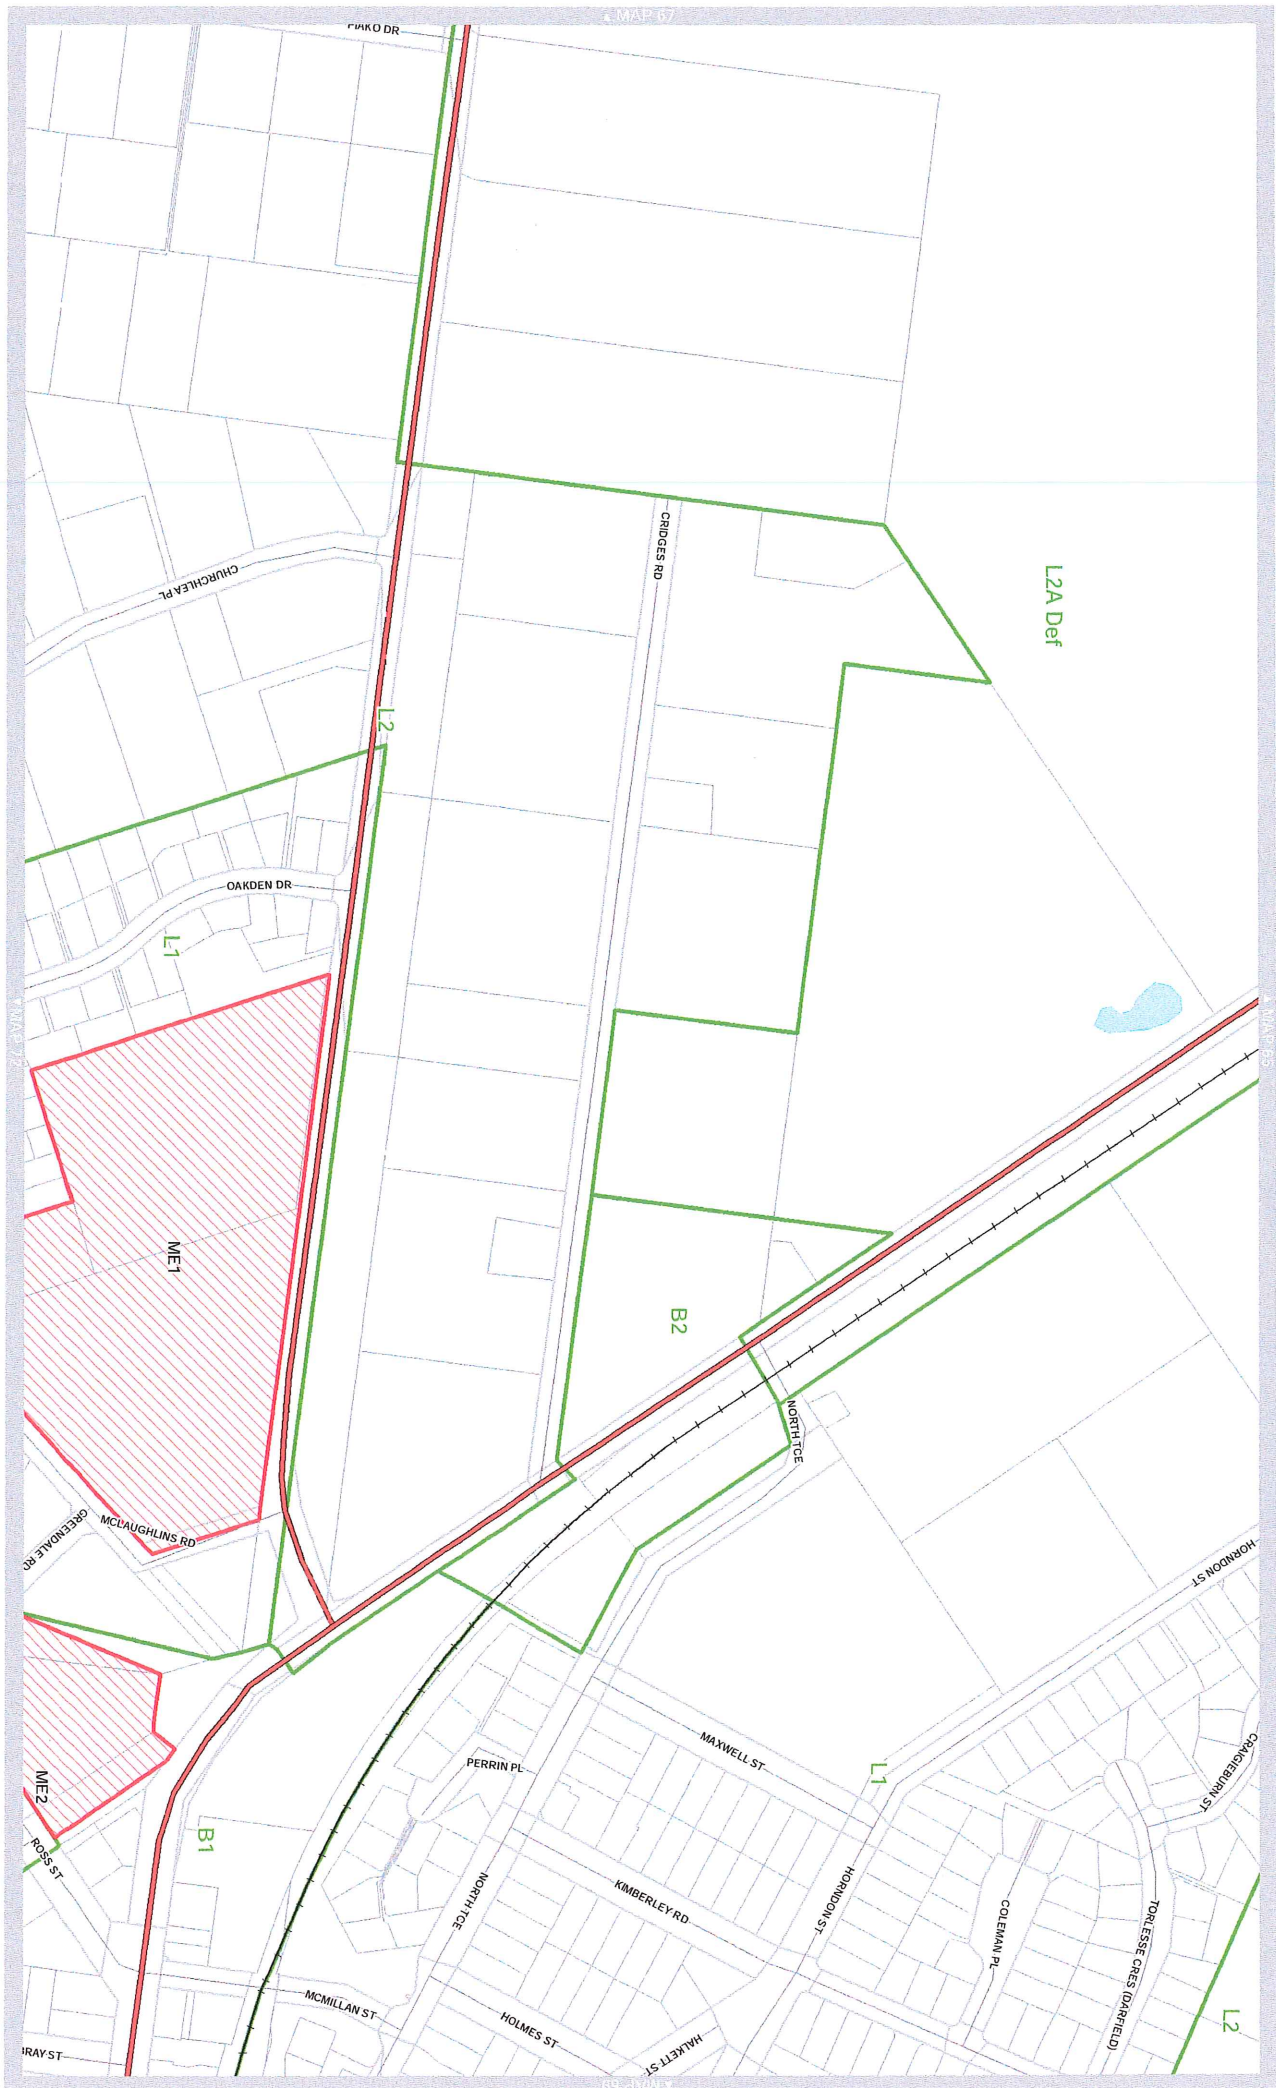 ▲ MAP 67
PIAKO DR
L2A Def
CRIDGES RD
CHURCHLEA PL
L2
OAKDEN DR
L1
ME1
B2
NORTH TCE
MCLAUGHLINS RD
GREENDALE RD
HORNDON ST
CRAIGIEBURN ST
MAXWELL ST
L1
PERRIN PL
ME2
B1
ROSS ST
NORTH TCE
KIMBERLEY RD
HORNDON ST
COLEMAN PL
TORLESSE CRES (DARFIELD)
MCMILLAN ST
HOLMES ST
HALKETT ST
L2
BRAY ST